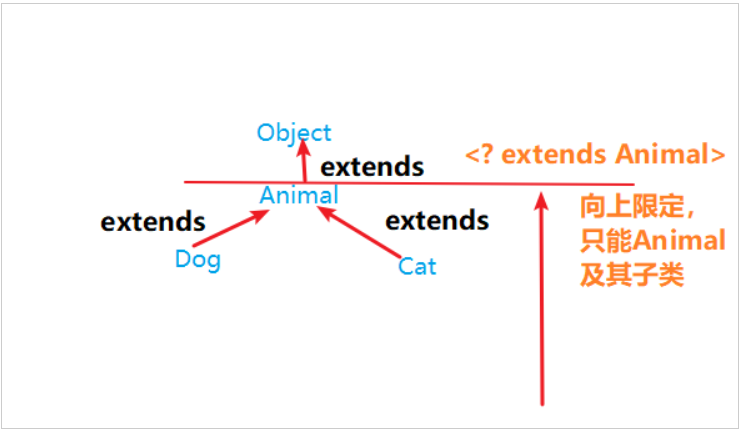 Object
extends
<? extends Animal>
Animal
extends
extends
向上限定，
只能Animal
及其子类
Dog
Cat